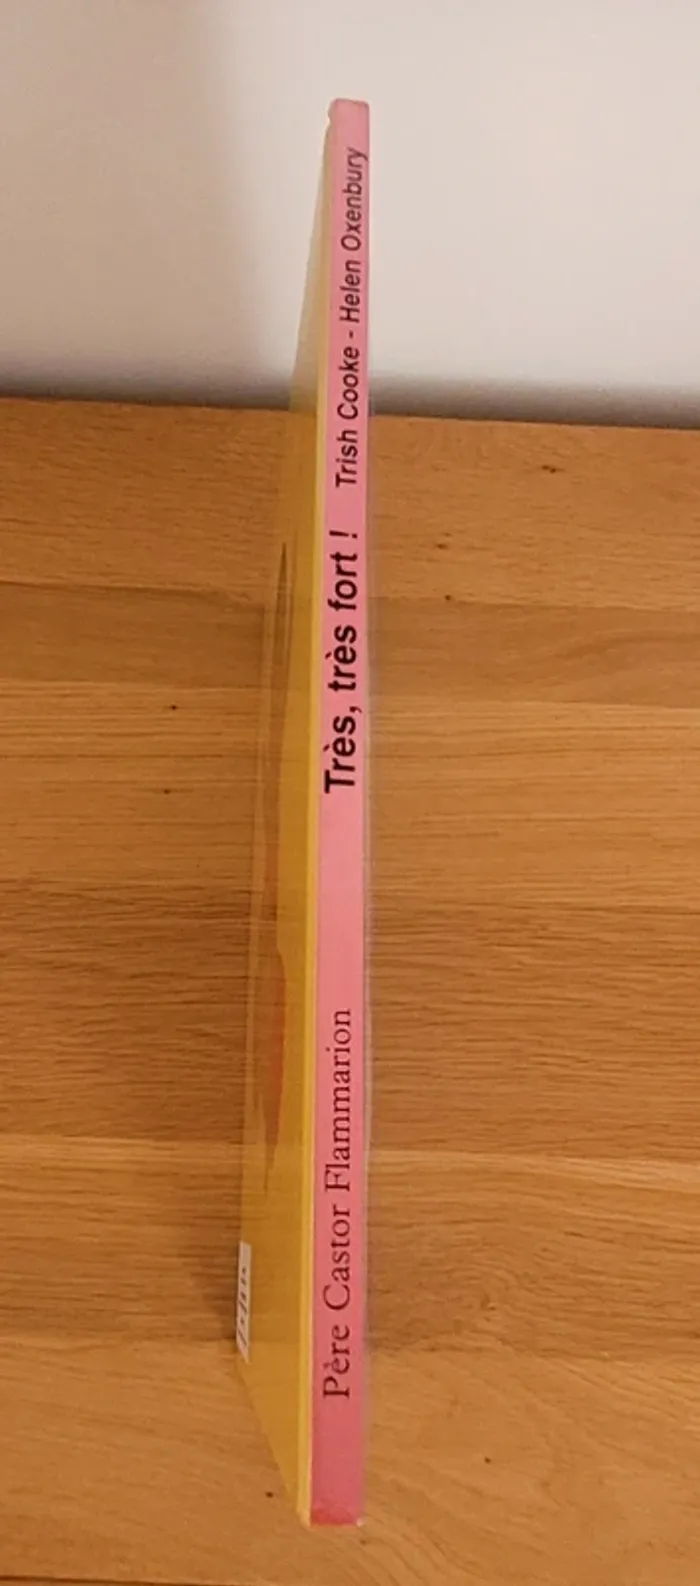 Père Castor Flammarion
Très, très fort !
Trish Cooke - Helen Oxenbury